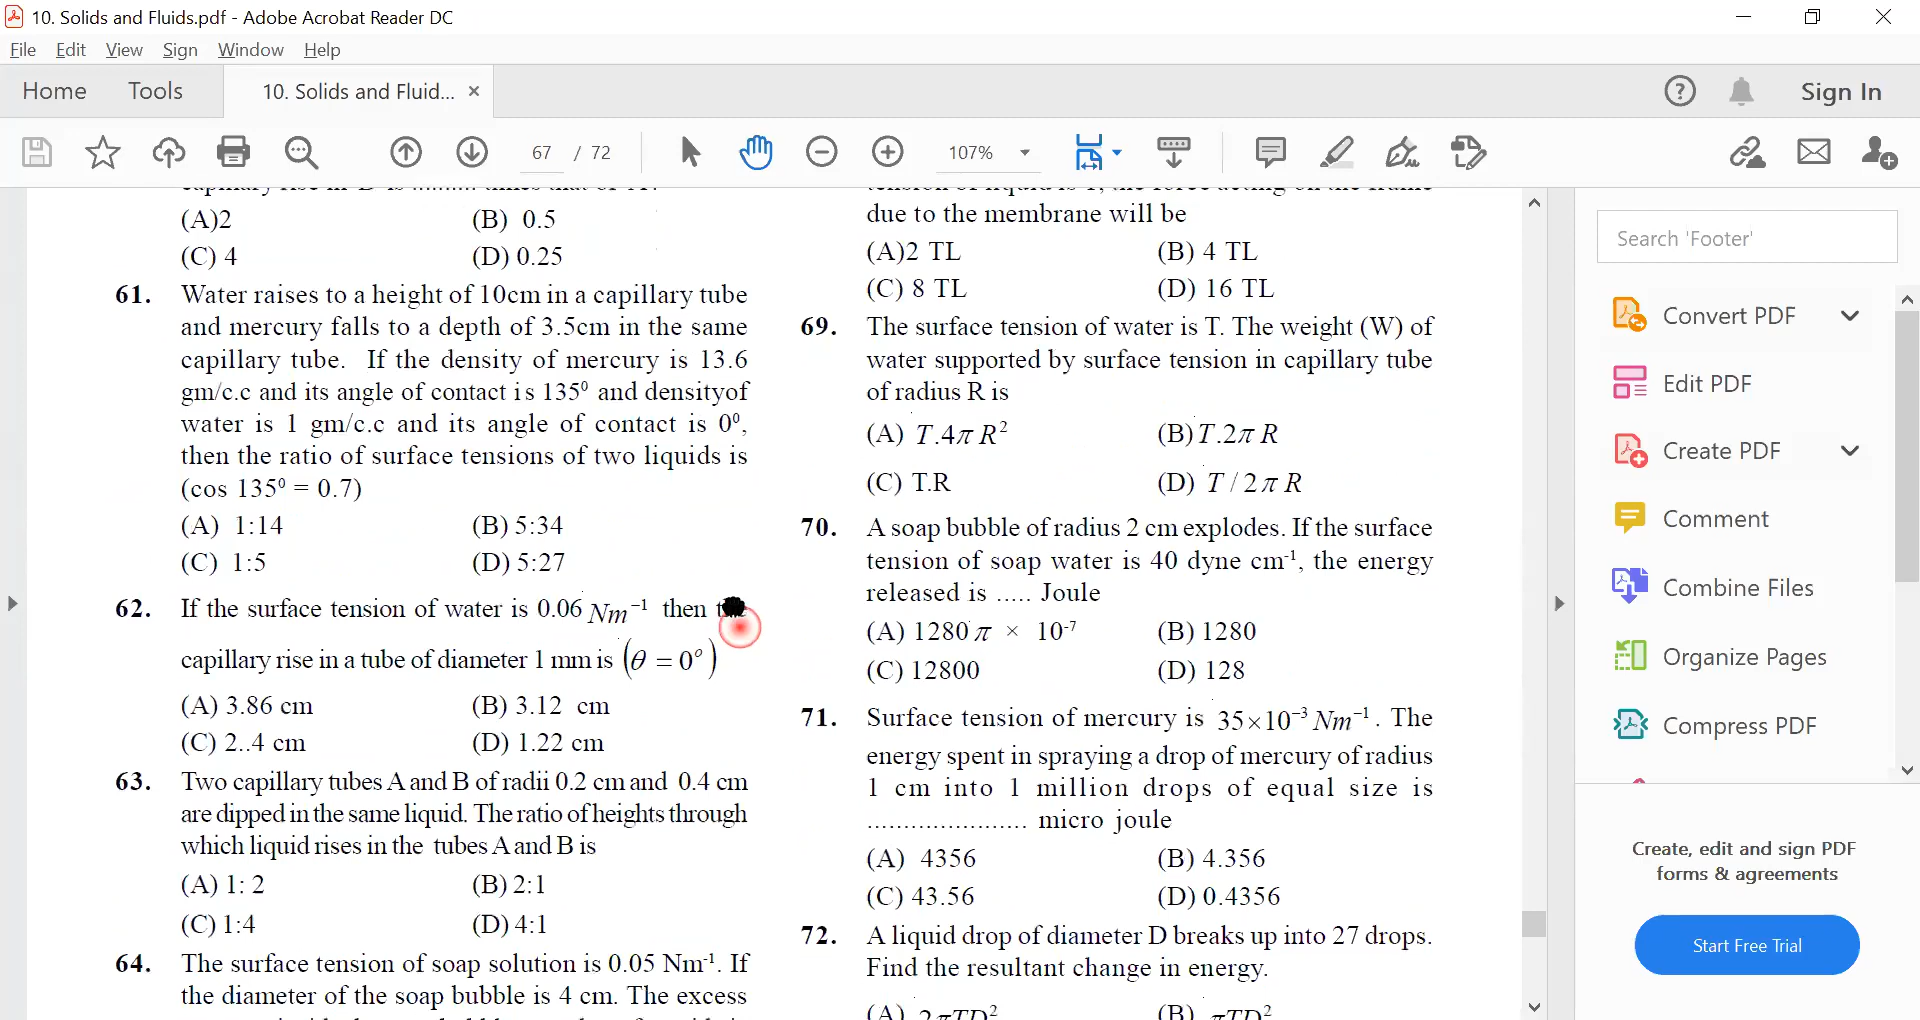 10. Solids and Fluids.pdf - Adobe Acrobat Reader DC
File Edit View Sign Window Help
Home Tools 10. Solids and Fluid... × Sign In
67 / 72 107%
(A)2 (B) 0.5
(C) 4 (D) 0.25
61. Water raises to a height of 10cm in a capillary tube
and mercury falls to a depth of 3.5cm in the same
capillary tube. If the density of mercury is 13.6
gm/c.c and its angle of contact is 135⁰ and densityof
water is 1 gm/c.c and its angle of contact is 0⁰,
then the ratio of surface tensions of two liquids is
(cos 135⁰ = 0.7)
(A) 1:14 (B) 5:34
(C) 1:5 (D) 5:27
62. If the surface tension of water is 0.06 Nm⁻¹ then
capillary rise in a tube of diameter 1 mm is (θ = 0°)
(A) 3.86 cm (B) 3.12 cm
(C) 2..4 cm (D) 1.22 cm
63. Two capillary tubes A and B of radii 0.2 cm and 0.4 cm
are dipped in the same liquid. The ratio of heights through
which liquid rises in the tubes A and B is
(A) 1: 2 (B) 2:1
(C) 1:4 (D) 4:1
64. The surface tension of soap solution is 0.05 Nm⁻¹. If
the diameter of the soap bubble is 4 cm. The excess
due to the membrane will be
(A)2 TL (B) 4 TL
(C) 8 TL (D) 16 TL
69. The surface tension of water is T. The weight (W) of
water supported by surface tension in capillary tube
of radius R is
(A) T.4π R² (B) T.2π R
(C) T.R (D) T / 2π R
70. A soap bubble of radius 2 cm explodes. If the surface
tension of soap water is 40 dyne cm⁻¹, the energy
released is ..... Joule
(A) 1280 π × 10⁻⁷ (B) 1280
(C) 12800 (D) 128
71. Surface tension of mercury is 35×10⁻³ Nm⁻¹. The
energy spent in spraying a drop of mercury of radius
1 cm into 1 million drops of equal size is
...................... micro joule
(A) 4356 (B) 4.356
(C) 43.56 (D) 0.4356
72. A liquid drop of diameter D breaks up into 27 drops.
Find the resultant change in energy.
(A) 2πTD² (B) πTD²
Search 'Footer'
Convert PDF
Edit PDF
Create PDF
Comment
Combine Files
Organize Pages
Compress PDF
Create, edit and sign PDF
forms & agreements
Start Free Trial